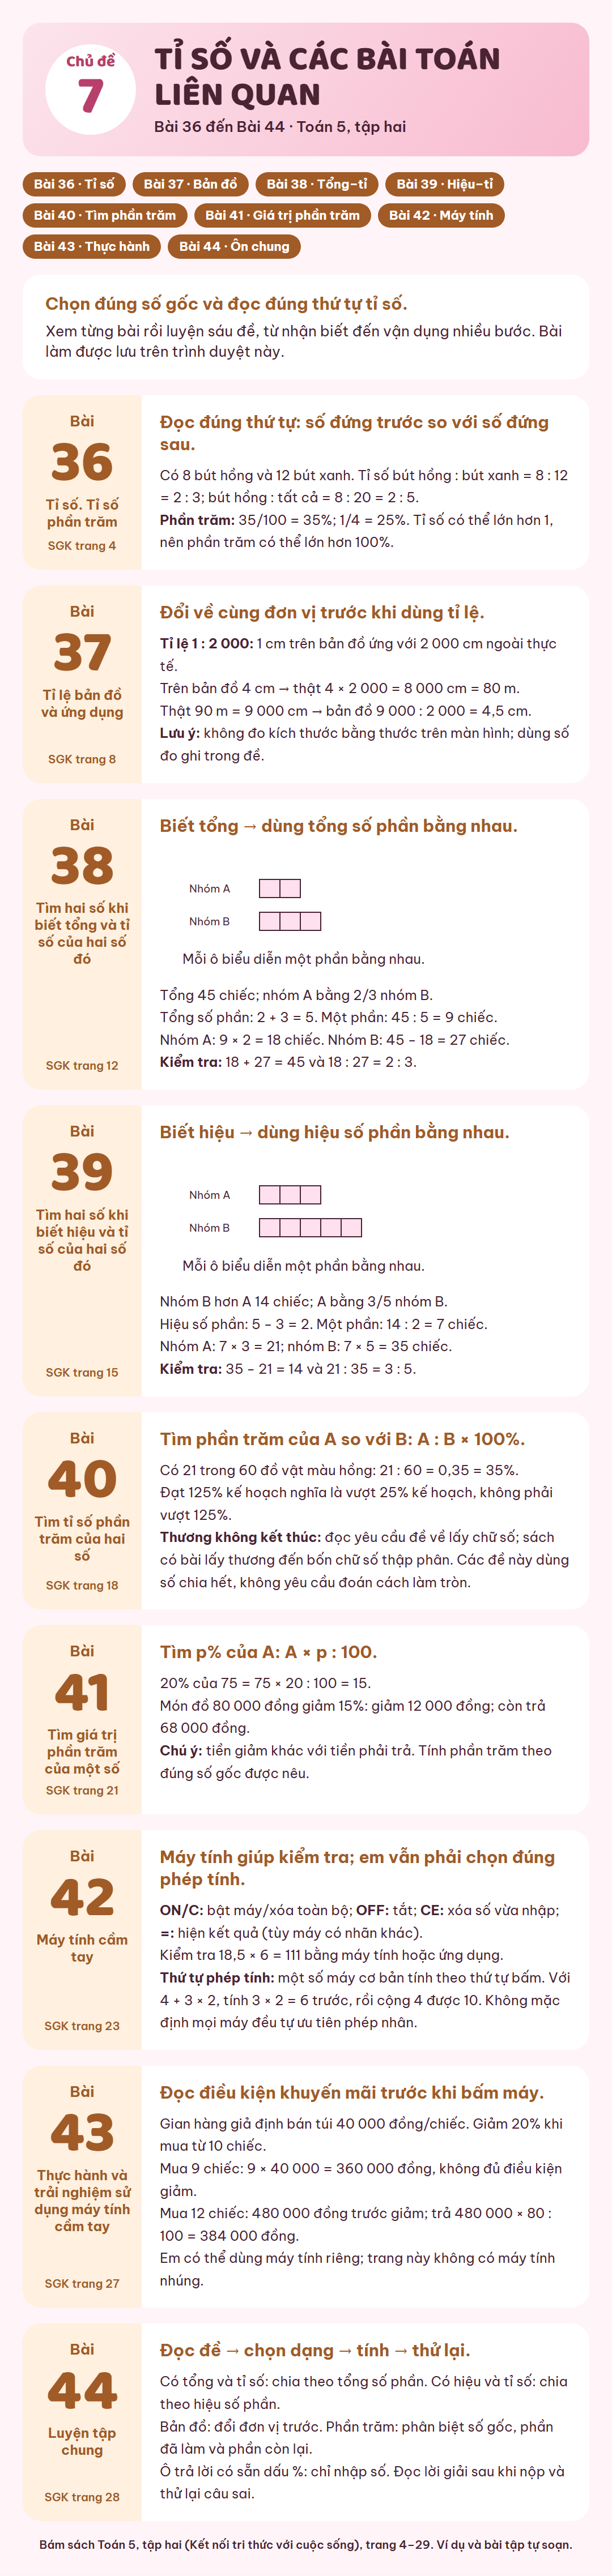 Chủ đề
7
TỈ SỐ VÀ CÁC BÀI TOÁN
LIÊN QUAN
Bài 36 đến Bài 44 · Toán 5, tập hai
Bài 36 · Tỉ số
Bài 37 · Bản đồ
Bài 38 · Tổng–tỉ
Bài 39 · Hiệu–tỉ
Bài 40 · Tìm phần trăm
Bài 41 · Giá trị phần trăm
Bài 42 · Máy tính
Bài 43 · Thực hành
Bài 44 · Ôn chung
Chọn đúng số gốc và đọc đúng thứ tự tỉ số.
Xem từng bài rồi luyện sáu đề, từ nhận biết đến vận dụng nhiều bước. Bài
làm được lưu trên trình duyệt này.
Bài
36
Tỉ số. Tỉ số
phần trăm
SGK trang 4
Đọc đúng thứ tự: số đứng trước so với số đứng
sau.
Có 8 bút hồng và 12 bút xanh. Tỉ số bút hồng : bút xanh = 8 : 12
= 2 : 3; bút hồng : tất cả = 8 : 20 = 2 : 5.
Phần trăm: 35/100 = 35%; 1/4 = 25%. Tỉ số có thể lớn hơn 1,
nên phần trăm có thể lớn hơn 100%.
Bài
37
Tỉ lệ bản đồ
và ứng dụng
SGK trang 8
Đổi về cùng đơn vị trước khi dùng tỉ lệ.
Tỉ lệ 1 : 2 000: 1 cm trên bản đồ ứng với 2 000 cm ngoài thực
tế.
Trên bản đồ 4 cm → thật 4 × 2 000 = 8 000 cm = 80 m.
Thật 90 m = 9 000 cm → bản đồ 9 000 : 2 000 = 4,5 cm.
Lưu ý: không đo kích thước bằng thước trên màn hình; dùng số
đo ghi trong đề.
Bài
38
Tìm hai số khi
biết tổng và tỉ
số của hai số
đó
SGK trang 12
Biết tổng → dùng tổng số phần bằng nhau.
Nhóm A
Nhóm B
Mỗi ô biểu diễn một phần bằng nhau.
Tổng 45 chiếc; nhóm A bằng 2/3 nhóm B.
Tổng số phần: 2 + 3 = 5. Một phần: 45 : 5 = 9 chiếc.
Nhóm A: 9 × 2 = 18 chiếc. Nhóm B: 45 − 18 = 27 chiếc.
Kiểm tra: 18 + 27 = 45 và 18 : 27 = 2 : 3.
Bài
39
Tìm hai số khi
biết hiệu và tỉ
số của hai số
đó
SGK trang 15
Biết hiệu → dùng hiệu số phần bằng nhau.
Nhóm A
Nhóm B
Mỗi ô biểu diễn một phần bằng nhau.
Nhóm B hơn A 14 chiếc; A bằng 3/5 nhóm B.
Hiệu số phần: 5 − 3 = 2. Một phần: 14 : 2 = 7 chiếc.
Nhóm A: 7 × 3 = 21; nhóm B: 7 × 5 = 35 chiếc.
Kiểm tra: 35 − 21 = 14 và 21 : 35 = 3 : 5.
Bài
40
Tìm tỉ số phần
trăm của hai
số
SGK trang 18
Tìm phần trăm của A so với B: A : B × 100%.
Có 21 trong 60 đồ vật màu hồng: 21 : 60 = 0,35 = 35%.
Đạt 125% kế hoạch nghĩa là vượt 25% kế hoạch, không phải
vượt 125%.
Thương không kết thúc: đọc yêu cầu đề về lấy chữ số; sách
có bài lấy thương đến bốn chữ số thập phân. Các đề này dùng
số chia hết, không yêu cầu đoán cách làm tròn.
Bài
41
Tìm giá trị
phần trăm
của một số
SGK trang 21
Tìm p% của A: A × p : 100.
20% của 75 = 75 × 20 : 100 = 15.
Món đồ 80 000 đồng giảm 15%: giảm 12 000 đồng; còn trả
68 000 đồng.
Chú ý: tiền giảm khác với tiền phải trả. Tính phần trăm theo
đúng số gốc được nêu.
Bài
42
Máy tính cầm
tay
SGK trang 23
Máy tính giúp kiểm tra; em vẫn phải chọn đúng
phép tính.
ON/C: bật máy/xóa toàn bộ; OFF: tắt; CE: xóa số vừa nhập;
=: hiện kết quả (tùy máy có nhãn khác).
Kiểm tra 18,5 × 6 = 111 bằng máy tính hoặc ứng dụng.
Thứ tự phép tính: một số máy cơ bản tính theo thứ tự bấm. Với
4 + 3 × 2, tính 3 × 2 = 6 trước, rồi cộng 4 được 10. Không mặc
định mọi máy đều tự ưu tiên phép nhân.
Bài
43
Thực hành và
trải nghiệm sử
dụng máy tính
cầm tay
SGK trang 27
Đọc điều kiện khuyến mãi trước khi bấm máy.
Gian hàng giả định bán túi 40 000 đồng/chiếc. Giảm 20% khi
mua từ 10 chiếc.
Mua 9 chiếc: 9 × 40 000 = 360 000 đồng, không đủ điều kiện
giảm.
Mua 12 chiếc: 480 000 đồng trước giảm; trả 480 000 × 80 :
100 = 384 000 đồng.
Em có thể dùng máy tính riêng; trang này không có máy tính
nhúng.
Bài
44
Luyện tập
chung
SGK trang 28
Đọc đề → chọn dạng → tính → thử lại.
Có tổng và tỉ số: chia theo tổng số phần. Có hiệu và tỉ số: chia
theo hiệu số phần.
Bản đồ: đổi đơn vị trước. Phần trăm: phân biệt số gốc, phần
đã làm và phần còn lại.
Ô trả lời có sẵn dấu %: chỉ nhập số. Đọc lời giải sau khi nộp và
thử lại câu sai.
Bám sách Toán 5, tập hai (Kết nối tri thức với cuộc sống), trang 4–29. Ví dụ và bài tập tự soạn.